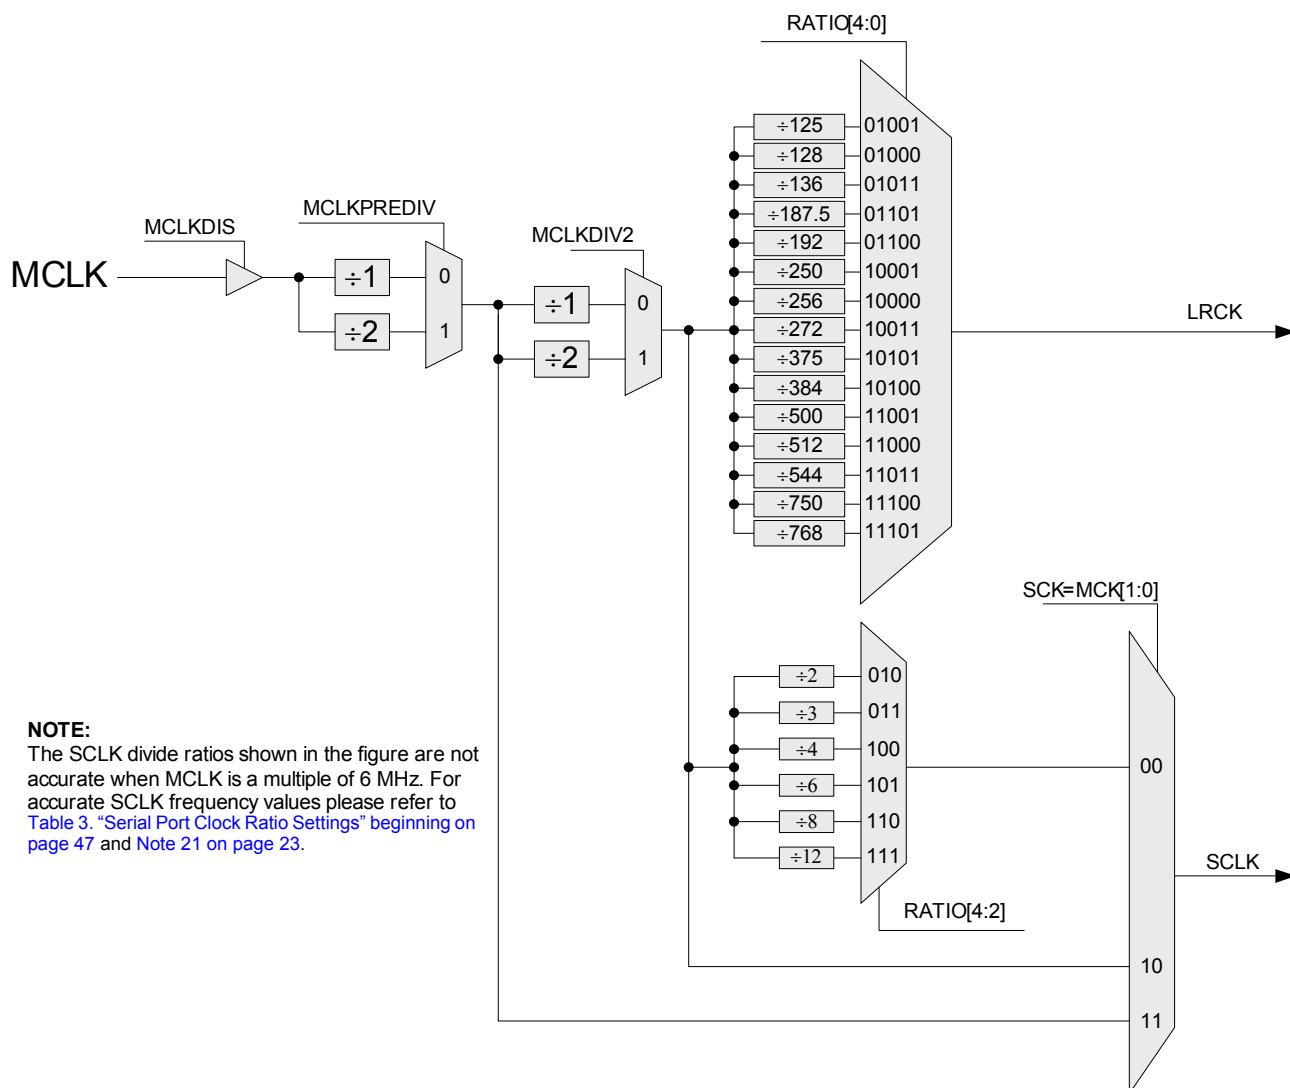 RATIO[4:0]
÷125 01001
÷128 01000
÷136 01011
÷187.5 01101
÷192 01100
÷250 10001
÷256 10000
÷272 10011
÷375 10101
÷384 10100
÷500 11001
÷512 11000
÷544 11011
÷750 11100
÷768 11101
LRCK
MCLKDIS
MCLKPREDIV
MCLKDIV2
MCLK
÷1 0
÷2 1
÷1 0
÷2 1
SCK=MCK[1:0]
÷2 010
÷3 011
÷4 100
÷6 101
÷8 110
÷12 111
RATIO[4:2]
00
10
11
SCLK
NOTE:
The SCLK divide ratios shown in the figure are not
accurate when MCLK is a multiple of 6 MHz. For
accurate SCLK frequency values please refer to
Table 3. “Serial Port Clock Ratio Settings” beginning on
page 47 and Note 21 on page 23.